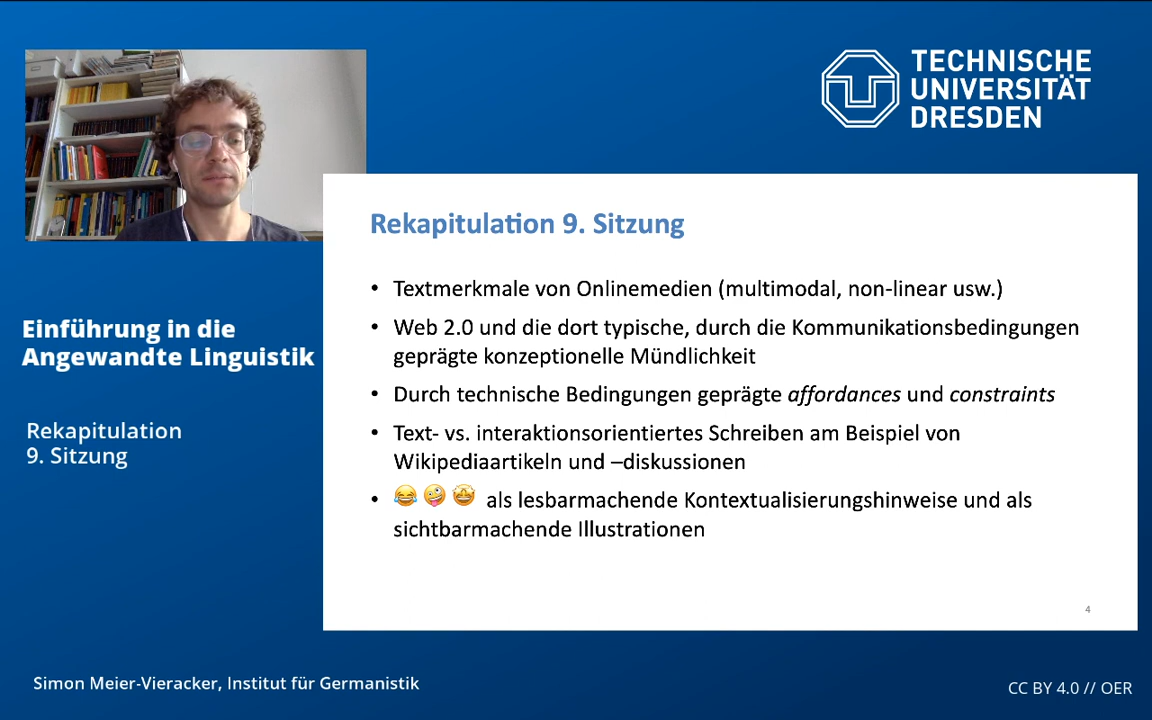 TECHNISCHE
UNIVERSITÄT
DRESDEN
Rekapitulation 9. Sitzung
• Textmerkmale von Onlinemedien (multimodal, non-linear usw.)
• Web 2.0 und die dort typische, durch die Kommunikationsbedingungen
geprägte konzeptionelle Mündlichkeit
• Durch technische Bedingungen geprägte affordances und constraints
• Text- vs. interaktionsorientiertes Schreiben am Beispiel von
Wikipediaartikeln und –diskussionen
• 😂 🤪 🤩 als lesbarmachende Kontextualisierungshinweise und als
sichtbarmachende Illustrationen
4
Einführung in die
Angewandte Linguistik
Rekapitulation
9. Sitzung
Simon Meier-Vieracker, Institut für Germanistik
CC BY 4.0 // OER